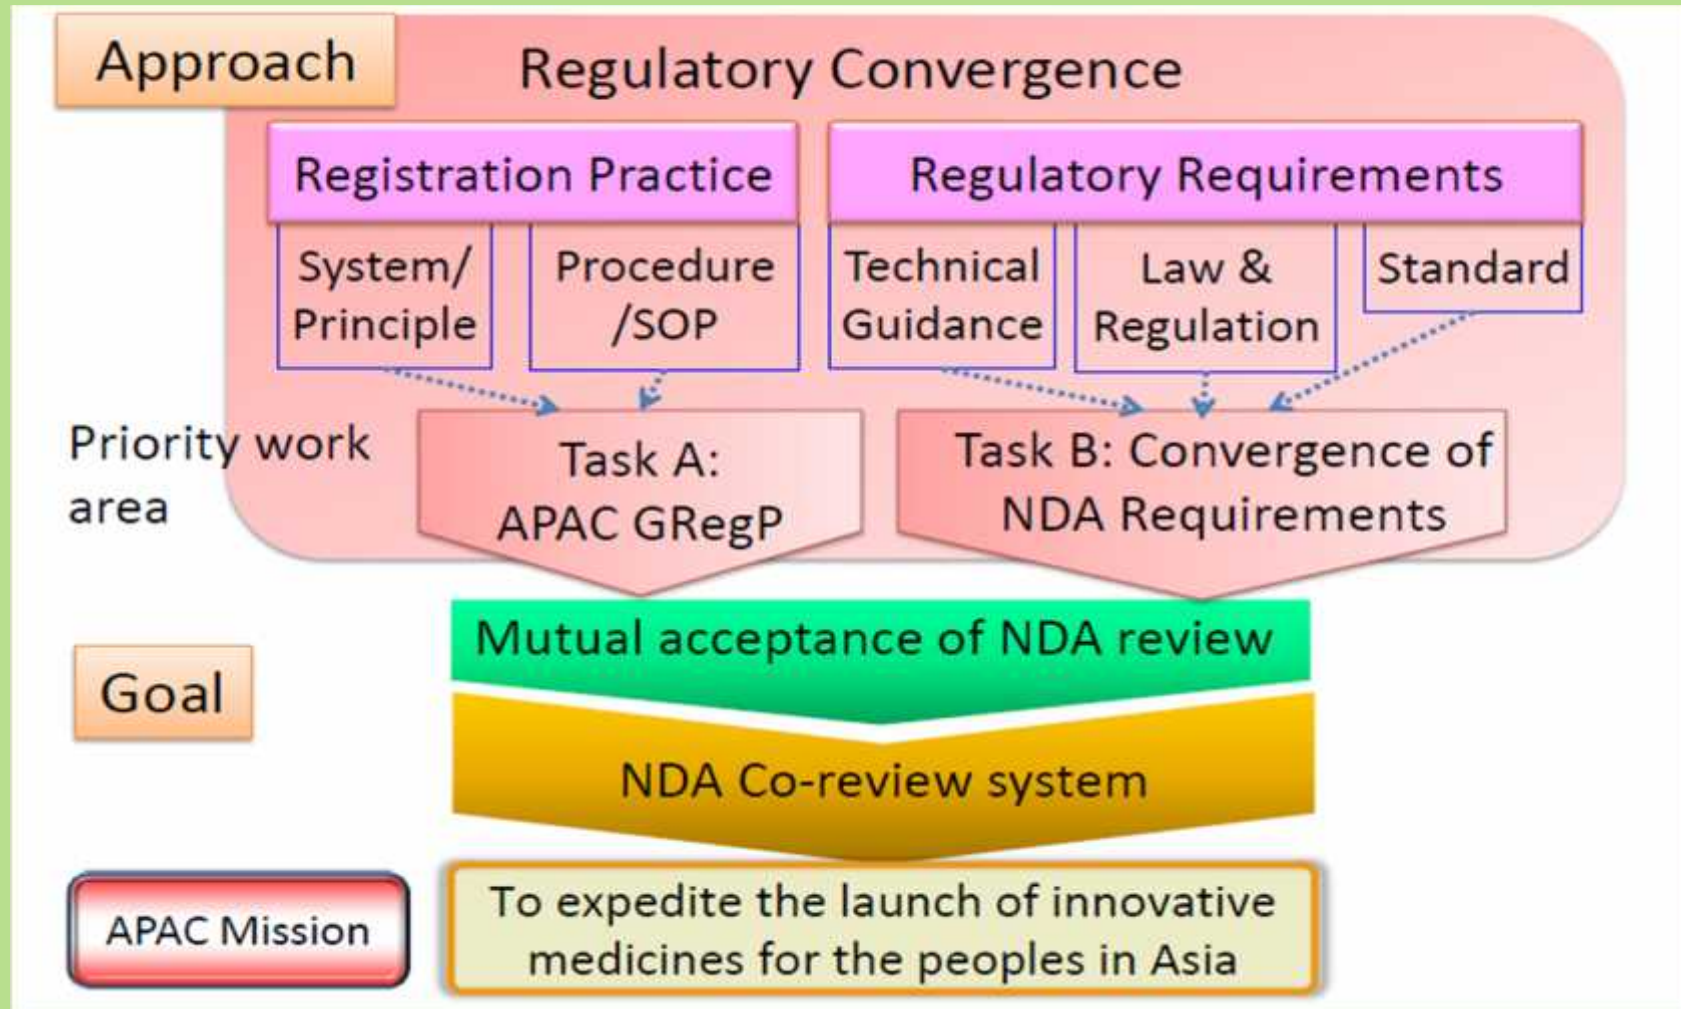 Approach
Regulatory Convergence
Registration Practice
Regulatory Requirements
System/
Principle
Procedure
/SOP
Technical
Guidance
Law &
Regulation
Standard
Priority work
area
Task A:
APAC GRegP
Task B: Convergence of
NDA Requirements
Mutual acceptance of NDA review
Goal
NDA Co-review system
APAC Mission
To expedite the launch of innovative
medicines for the peoples in Asia